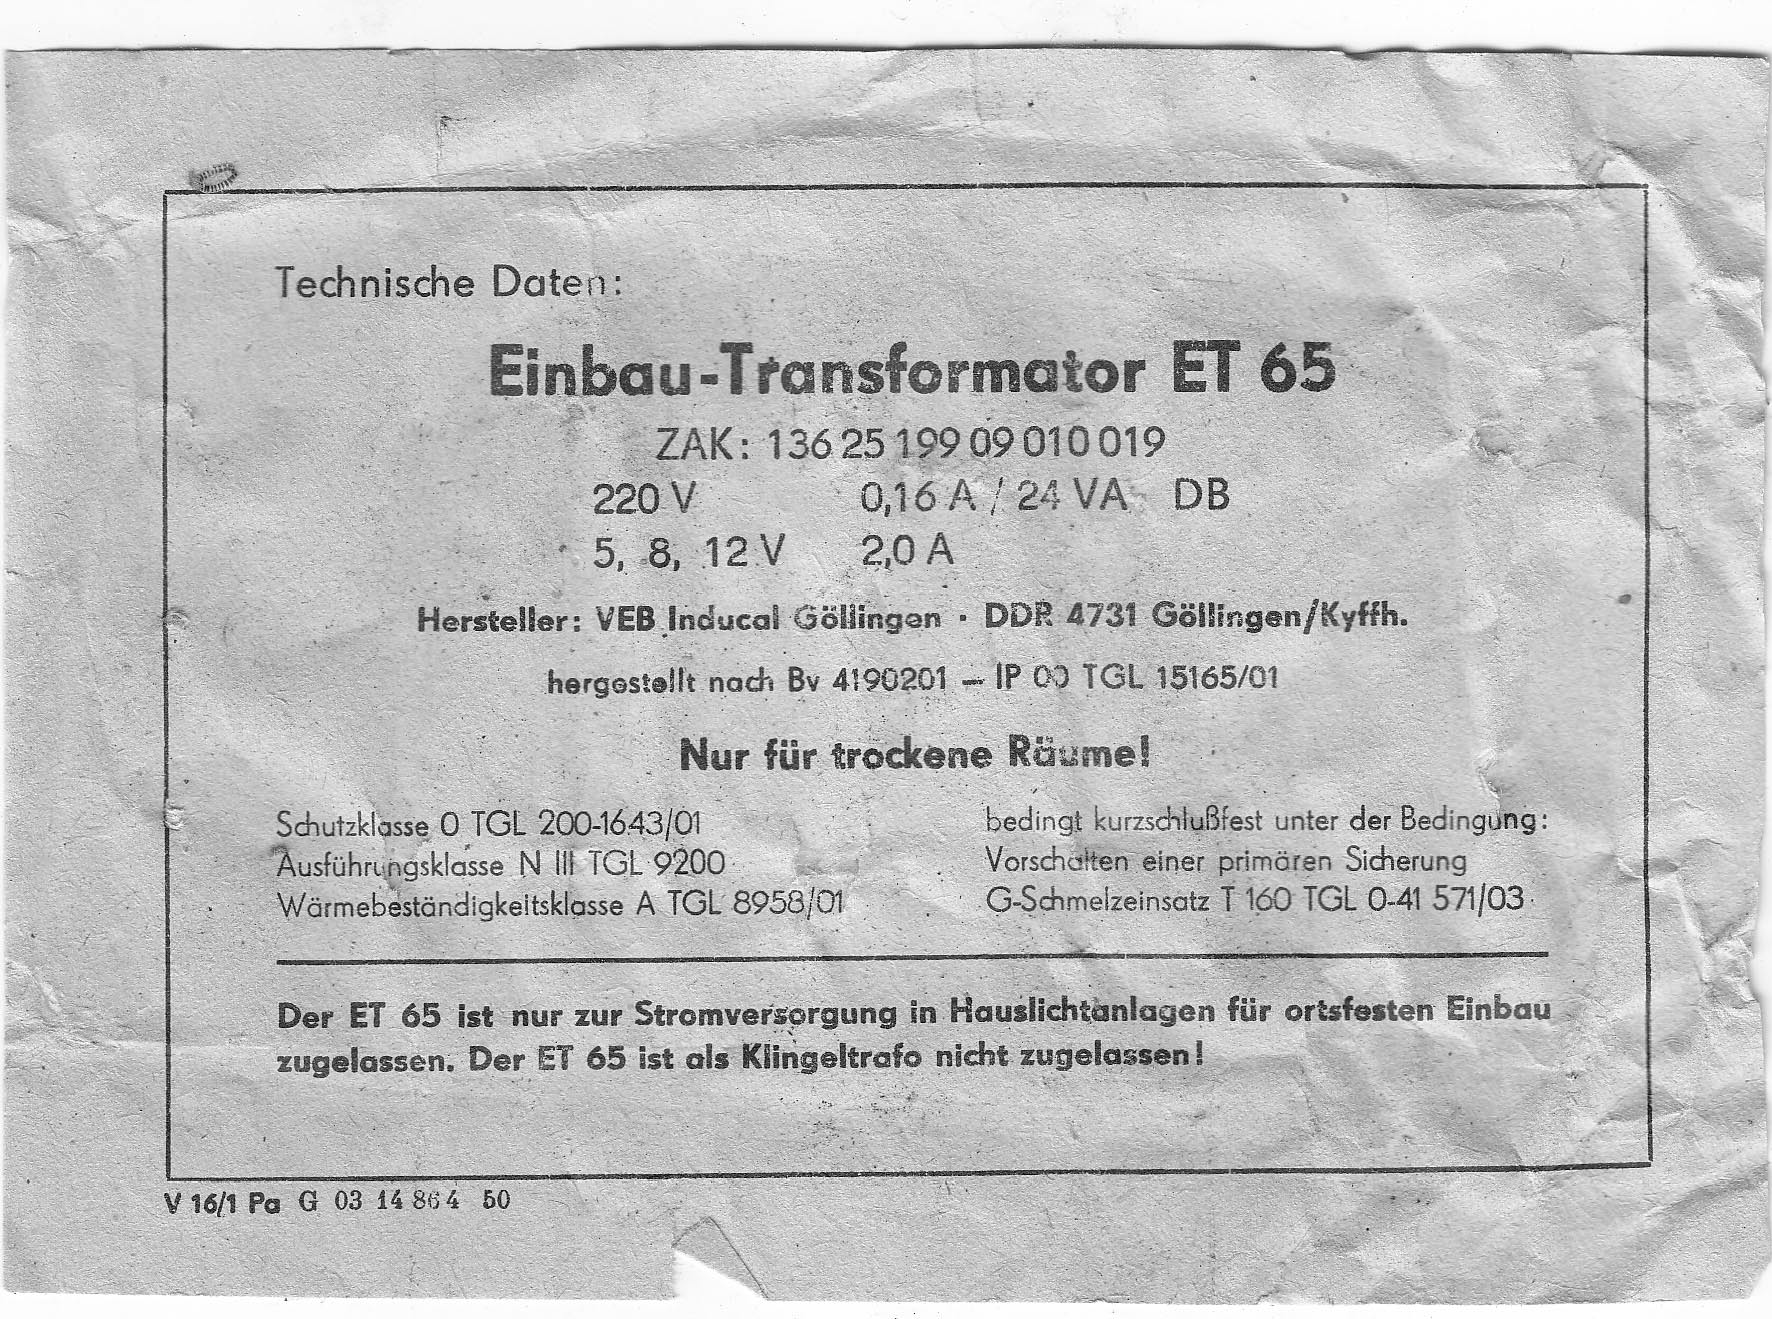 Technische Daten:
Einbau-Transformator ET 65
ZAK: 136 25 199 09 010 019
220 V 0,16 A / 24 VA DB
5, 8, 12 V 2,0 A
Hersteller: VEB Inducal Göllingen · DDR 4731 Göllingen/Kyffh.
hergestellt nach Bv 4190201 – IP 00 TGL 15165/01
Nur für trockene Räume!
Schutzklasse 0 TGL 200-1643/01
Ausführungsklasse N III TGL 9200
Wärmebeständigkeitsklasse A TGL 8958/01
bedingt kurzschlußfest unter der Bedingung:
Vorschalten einer primären Sicherung
G-Schmelzeinsatz T 160 TGL 0-41 571/03
Der ET 65 ist nur zur Stromversorgung in Hauslichtanlagen für ortsfesten Einbau
zugelassen. Der ET 65 ist als Klingeltrafo nicht zugelassen!
V 16/1 Pa G 03 14 864 50